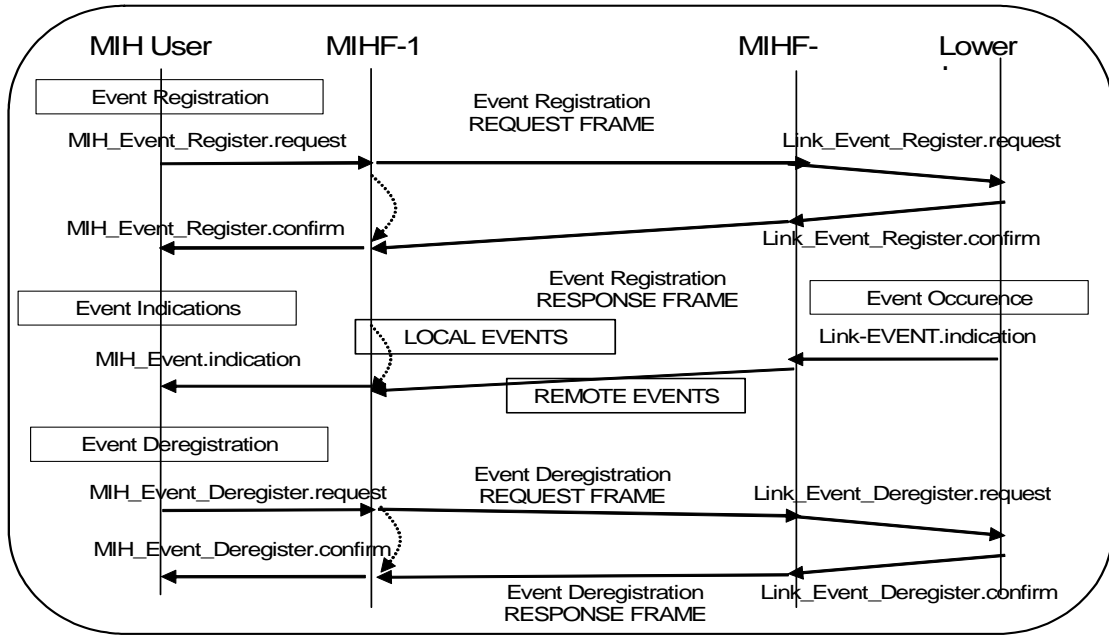 MIH User MIHF-1 MIHF- Lower
Event Registration
Event Registration
REQUEST FRAME
MIH_Event_Register.request
Link_Event_Register.request
MIH_Event_Register.confirm
Link_Event_Register.confirm
Event Registration
RESPONSE FRAME
Event Indications
Event Occurence
LOCAL EVENTS
Link-EVENT.indication
MIH_Event.indication
REMOTE EVENTS
Event Deregistration
Event Deregistration
REQUEST FRAME
MIH_Event_Deregister.request
Link_Event_Deregister.request
MIH_Event_Deregister.confirm
Link_Event_Deregister.confirm
Event Deregistration
RESPONSE FRAME